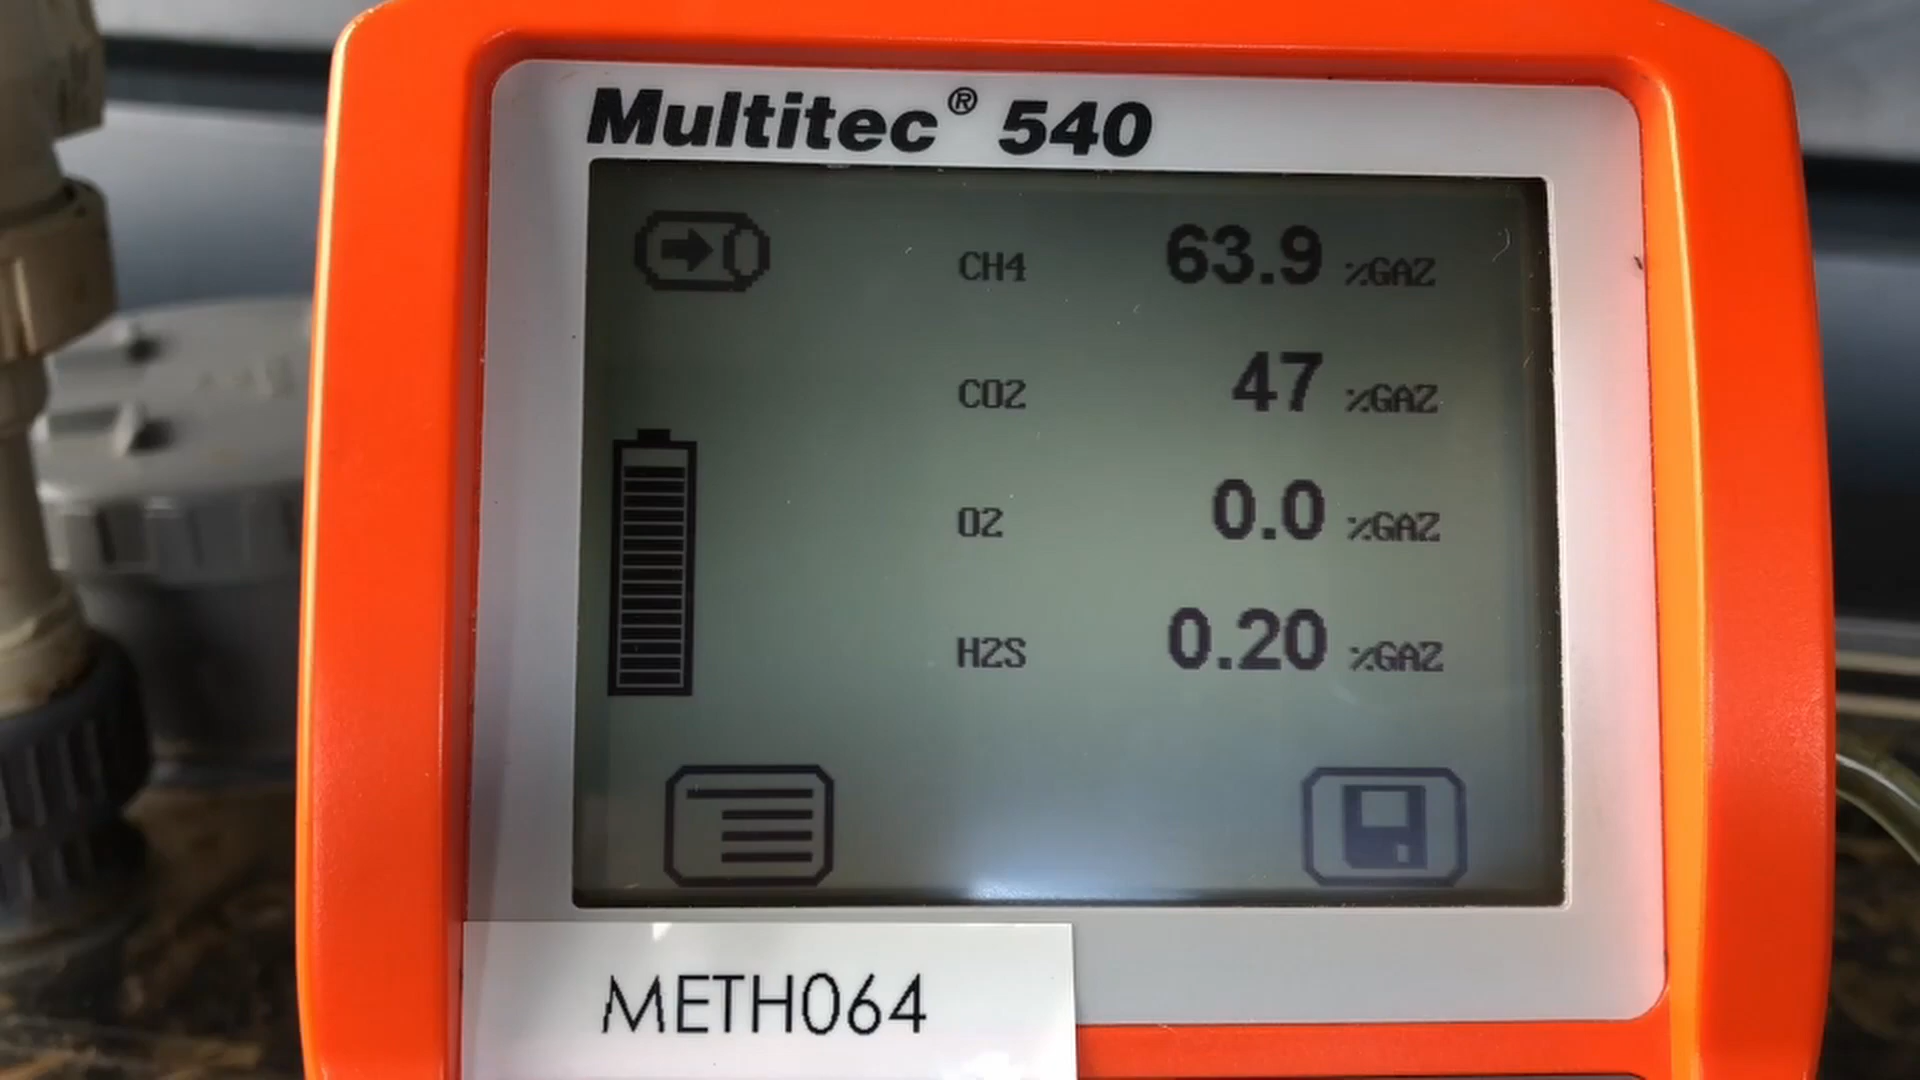 Multitec® 540
CH4 63.9 %GAZ
CO2 47 %GAZ
O2 0.0 %GAZ
H2S 0.20 %GAZ
METH064